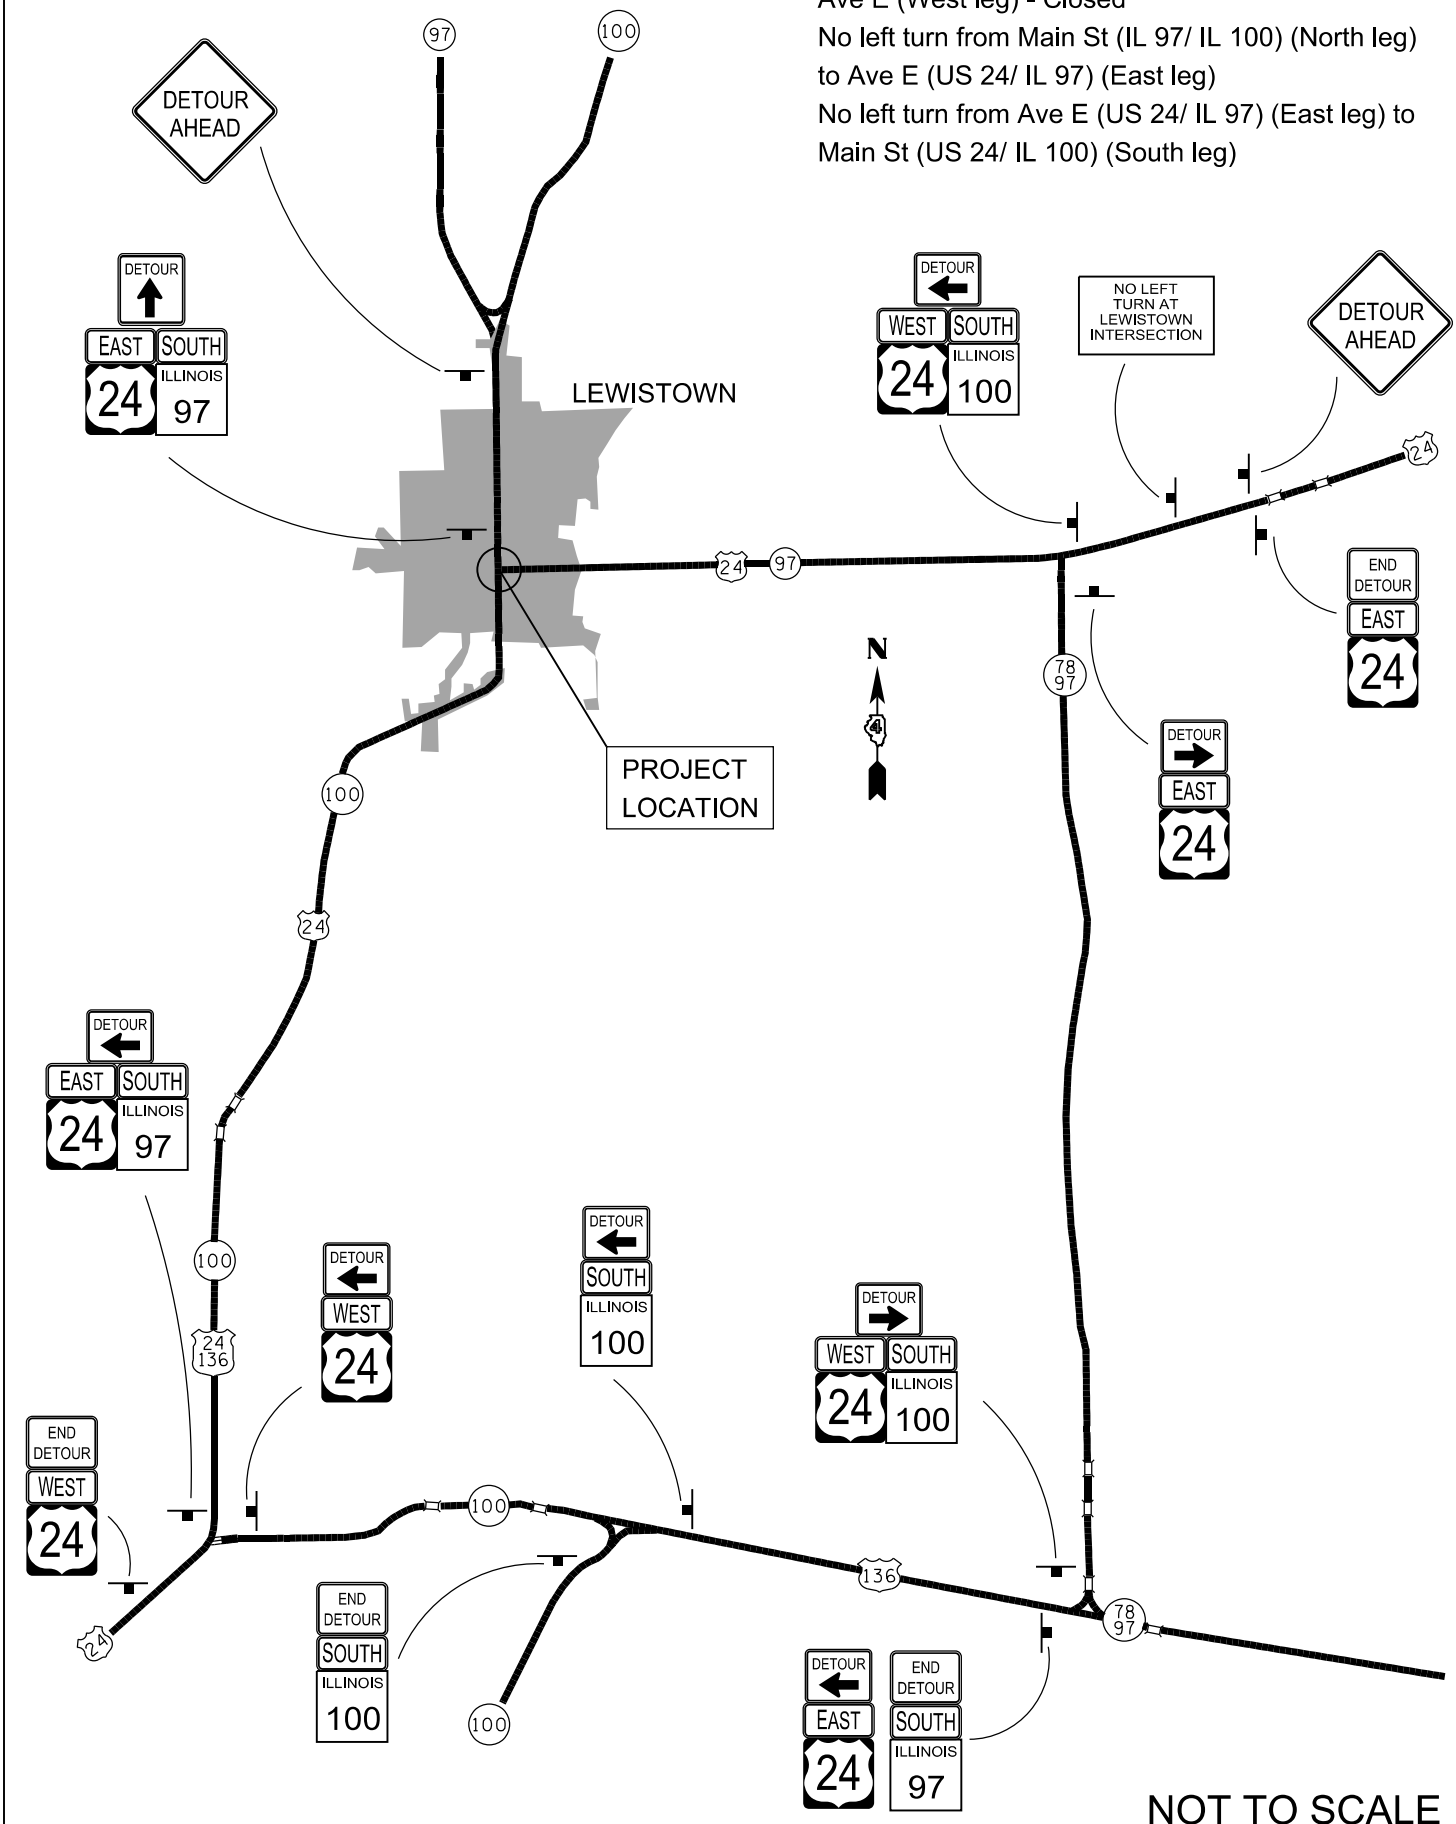 Ave E (West leg) - Closed
No left turn from Main St (IL 97/ IL 100) (North leg)
to Ave E (US 24/ IL 97) (East leg)
No left turn from Ave E (US 24/ IL 97) (East leg) to
Main St (US 24/ IL 100) (South leg)
97
100
DETOUR
AHEAD
DETOUR
EAST SOUTH
24
ILLINOIS
97
LEWISTOWN
DETOUR
WEST SOUTH
24
ILLINOIS
100
NO LEFT
TURN AT
LEWISTOWN
INTERSECTION
DETOUR
AHEAD
24
24
97
END
DETOUR
EAST
24
N
4
78
97
DETOUR
EAST
24
PROJECT
LOCATION
100
24
DETOUR
EAST SOUTH
24
ILLINOIS
97
100
24
136
DETOUR
WEST
24
DETOUR
SOUTH
ILLINOIS
100
DETOUR
WEST SOUTH
24
ILLINOIS
100
END
DETOUR
WEST
24
100
24
END
DETOUR
SOUTH
ILLINOIS
100
100
136
78
97
DETOUR
EAST
24
END
DETOUR
SOUTH
ILLINOIS
97
NOT TO SCALE